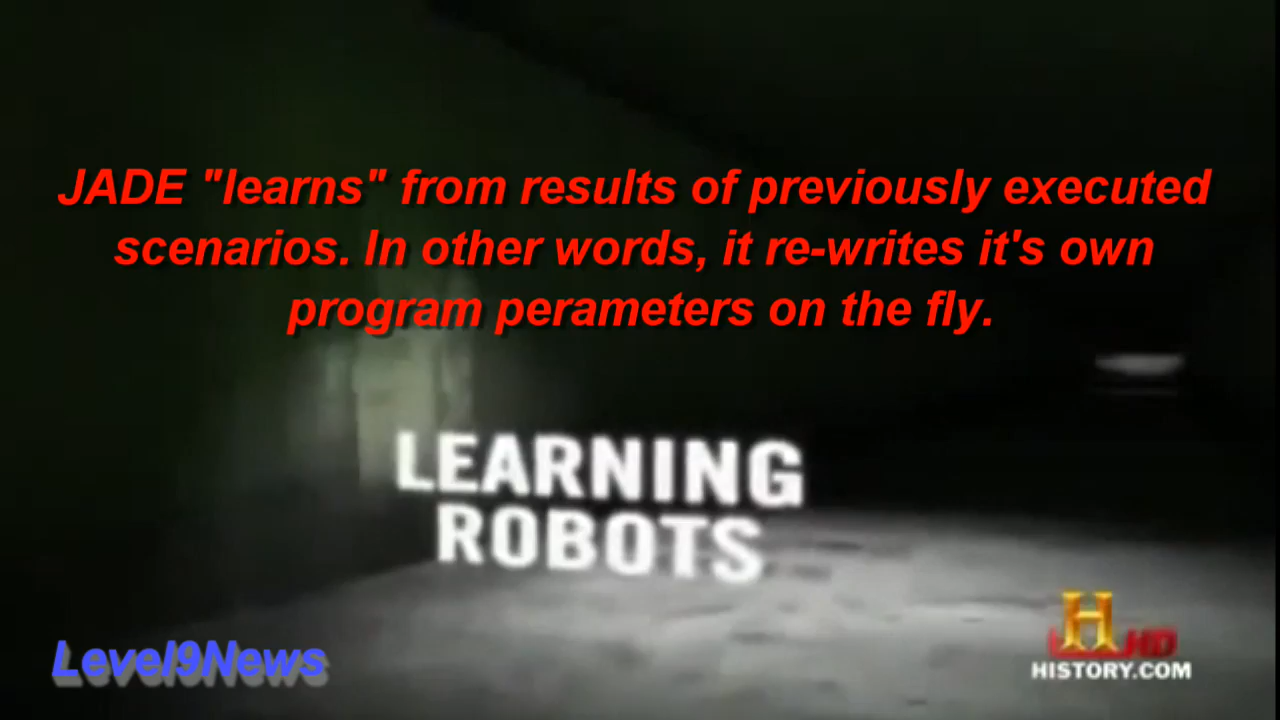 JADE "learns" from results of previously executed
scenarios. In other words, it re-writes it's own
program perameters on the fly.
LEARNING
ROBOTS
Level9News
H HD
HISTORY.COM